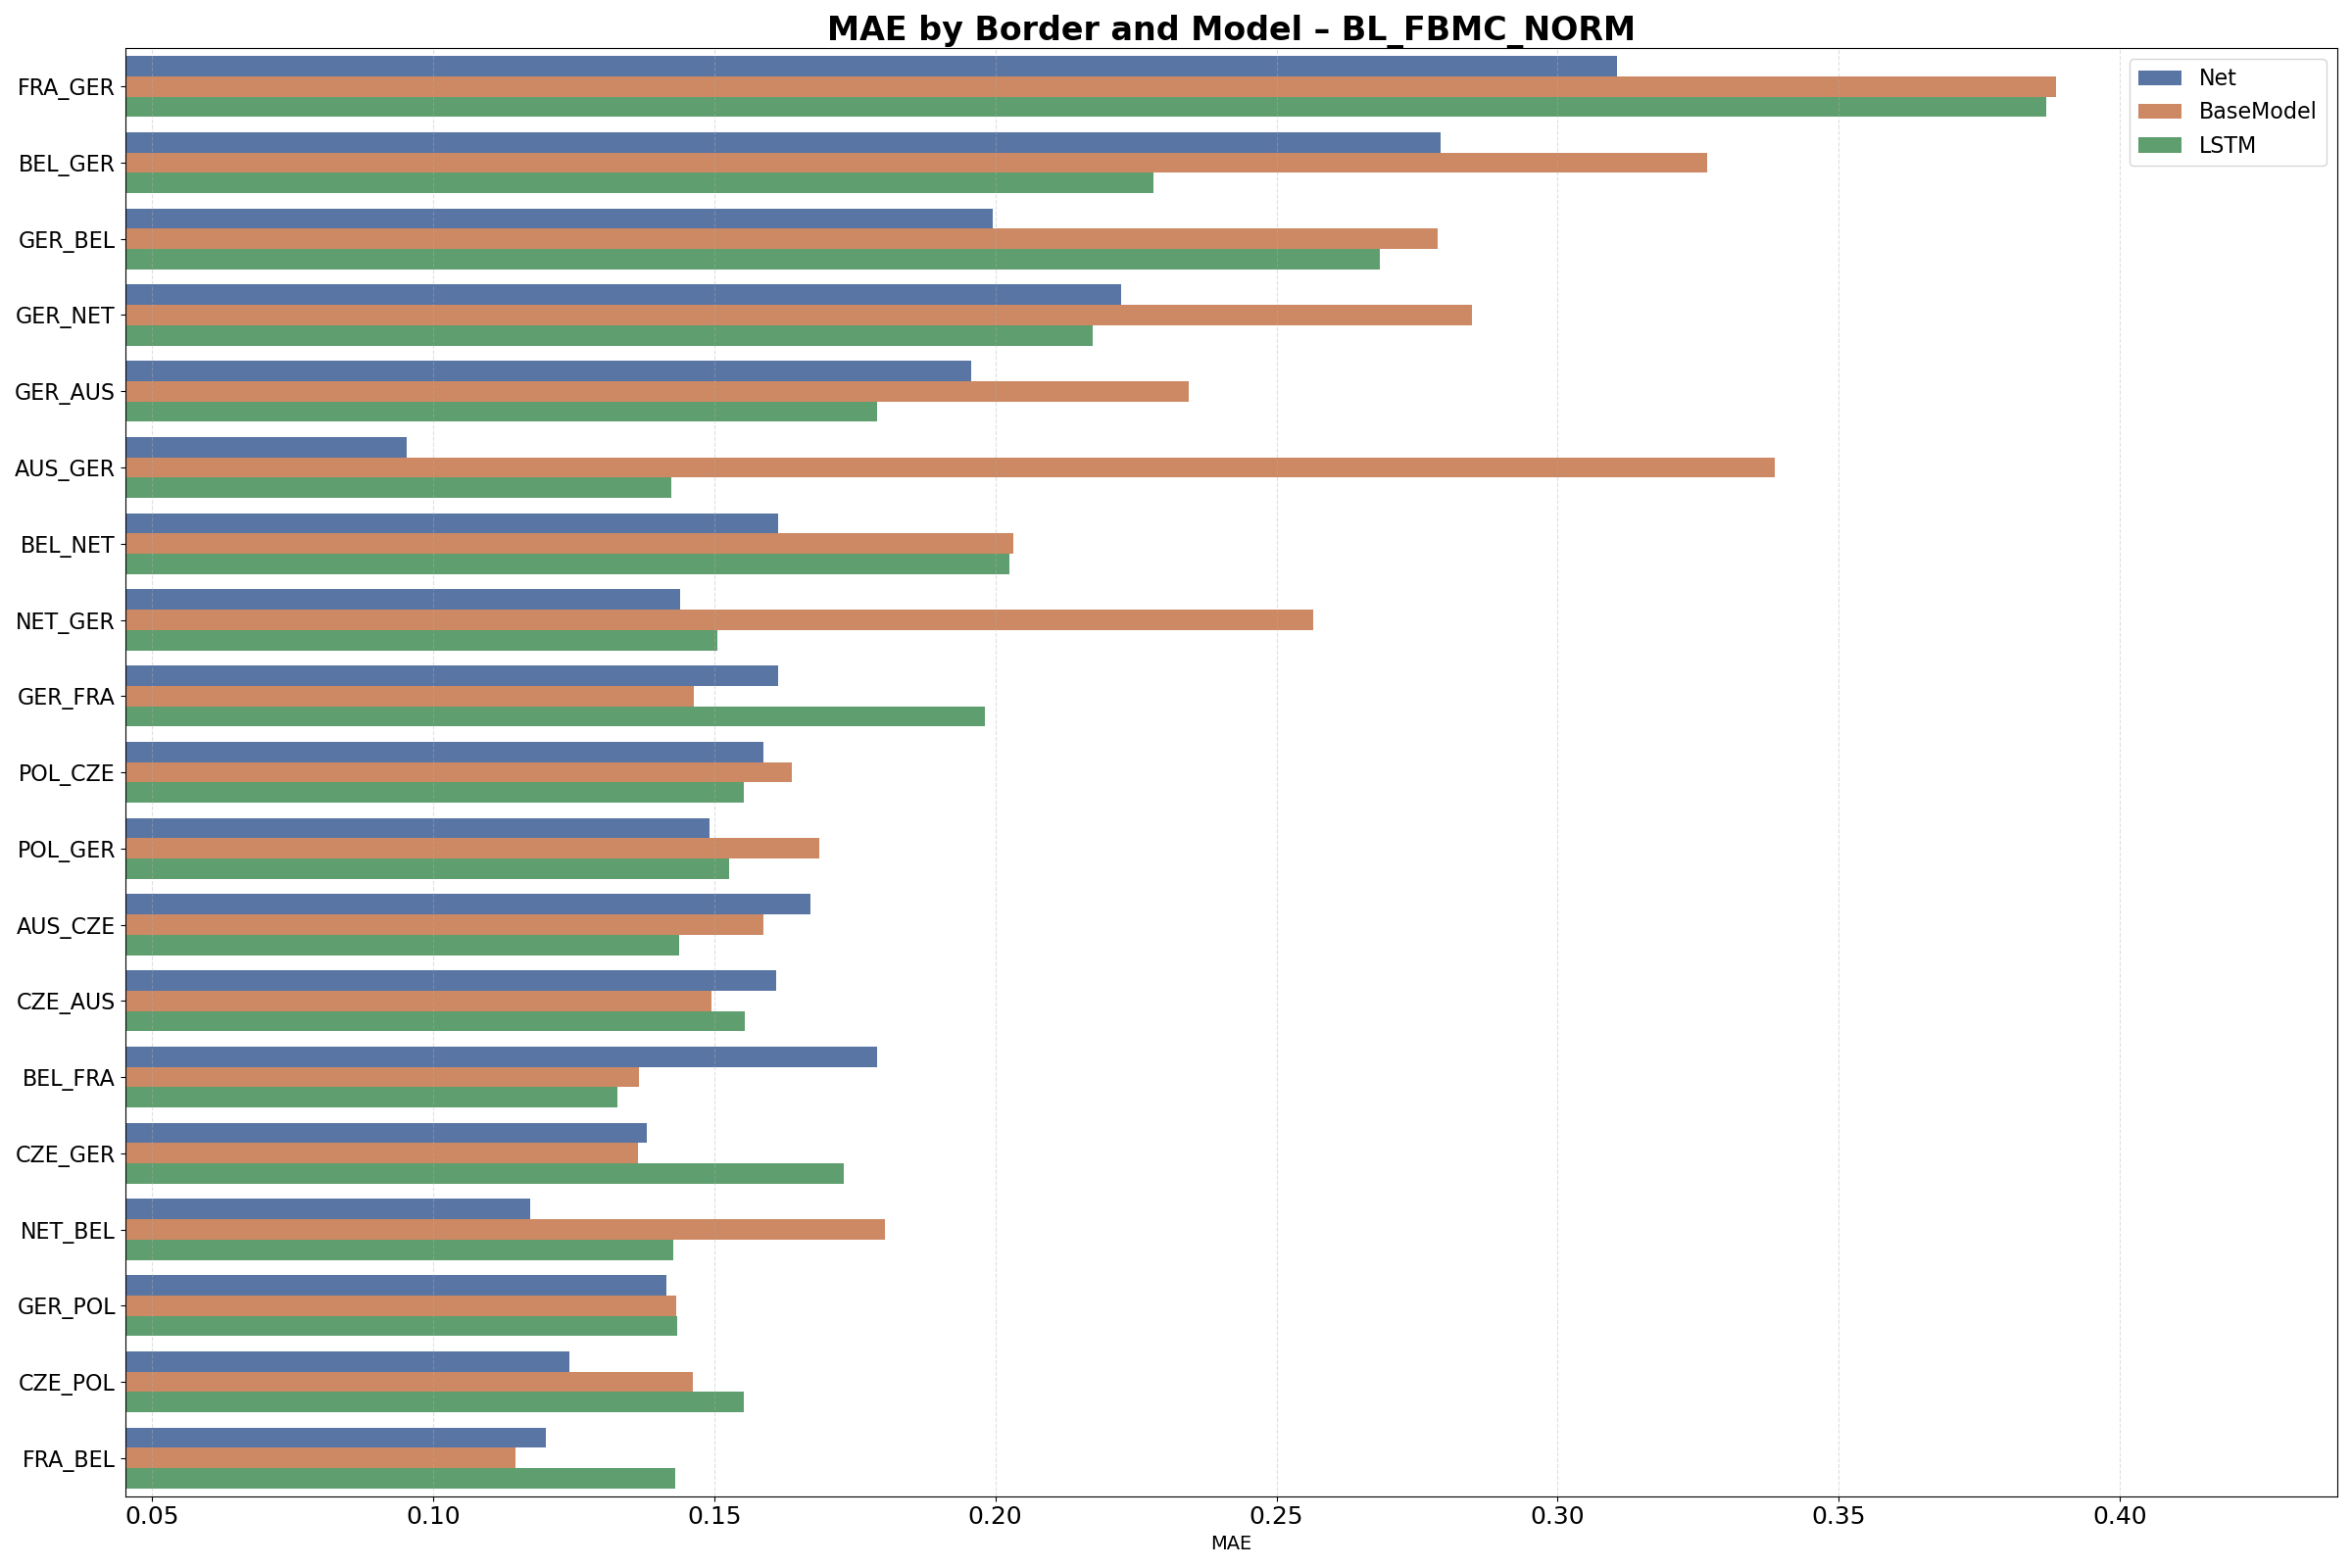 MAE by Border and Model – BL_FBMC_NORM
Net
BaseModel
LSTM
FRA_GER
BEL_GER
GER_BEL
GER_NET
GER_AUS
AUS_GER
BEL_NET
NET_GER
GER_FRA
POL_CZE
POL_GER
AUS_CZE
CZE_AUS
BEL_FRA
CZE_GER
NET_BEL
GER_POL
CZE_POL
FRA_BEL
0.05 0.10 0.15 0.20 0.25 0.30 0.35 0.40
MAE